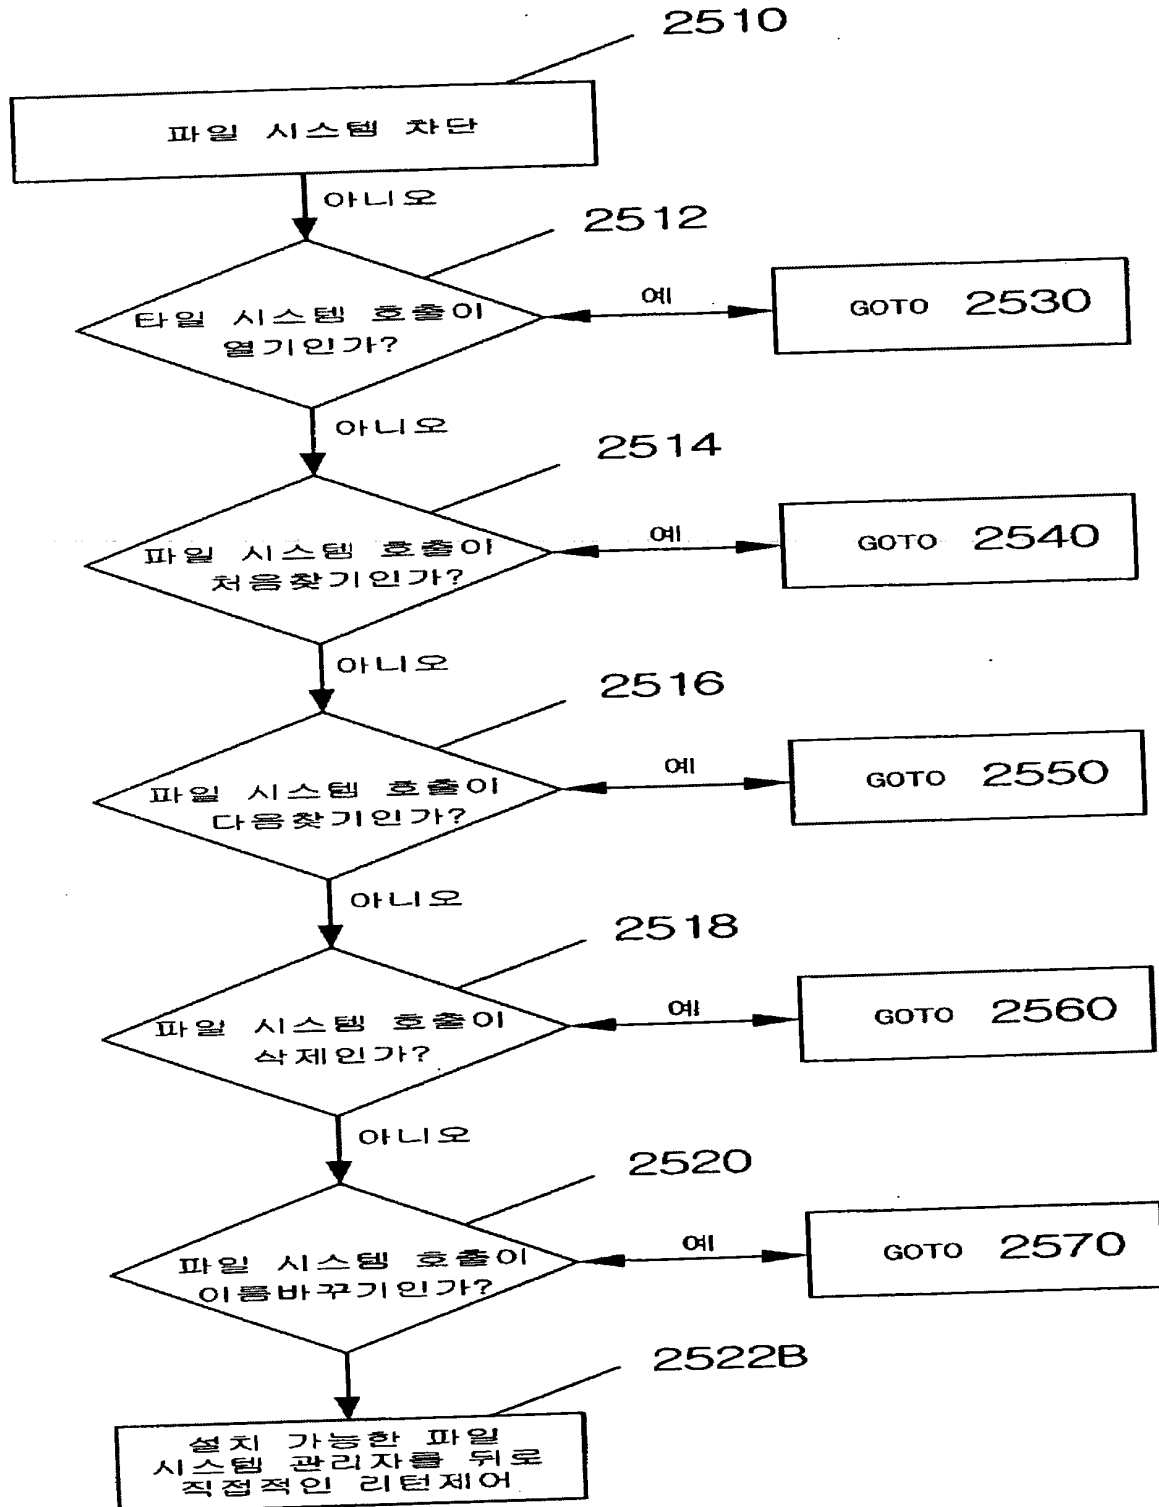 2510
파일 시스템 차단
아니오
2512
타일 시스템 호출이
열기인가?
예
GOTO 2530
아니오
2514
파일 시스템 호출이
처음찾기인가?
예
GOTO 2540
아니오
2516
파일 시스템 호출이
다음찾기인가?
예
GOTO 2550
아니오
2518
파일 시스템 호출이
삭제인가?
예
GOTO 2560
아니오
2520
파일 시스템 호출이
이름바꾸기인가?
예
GOTO 2570
2522B
설치 가능한 파일
시스템 관리자를 뒤로
직접적인 리턴제어